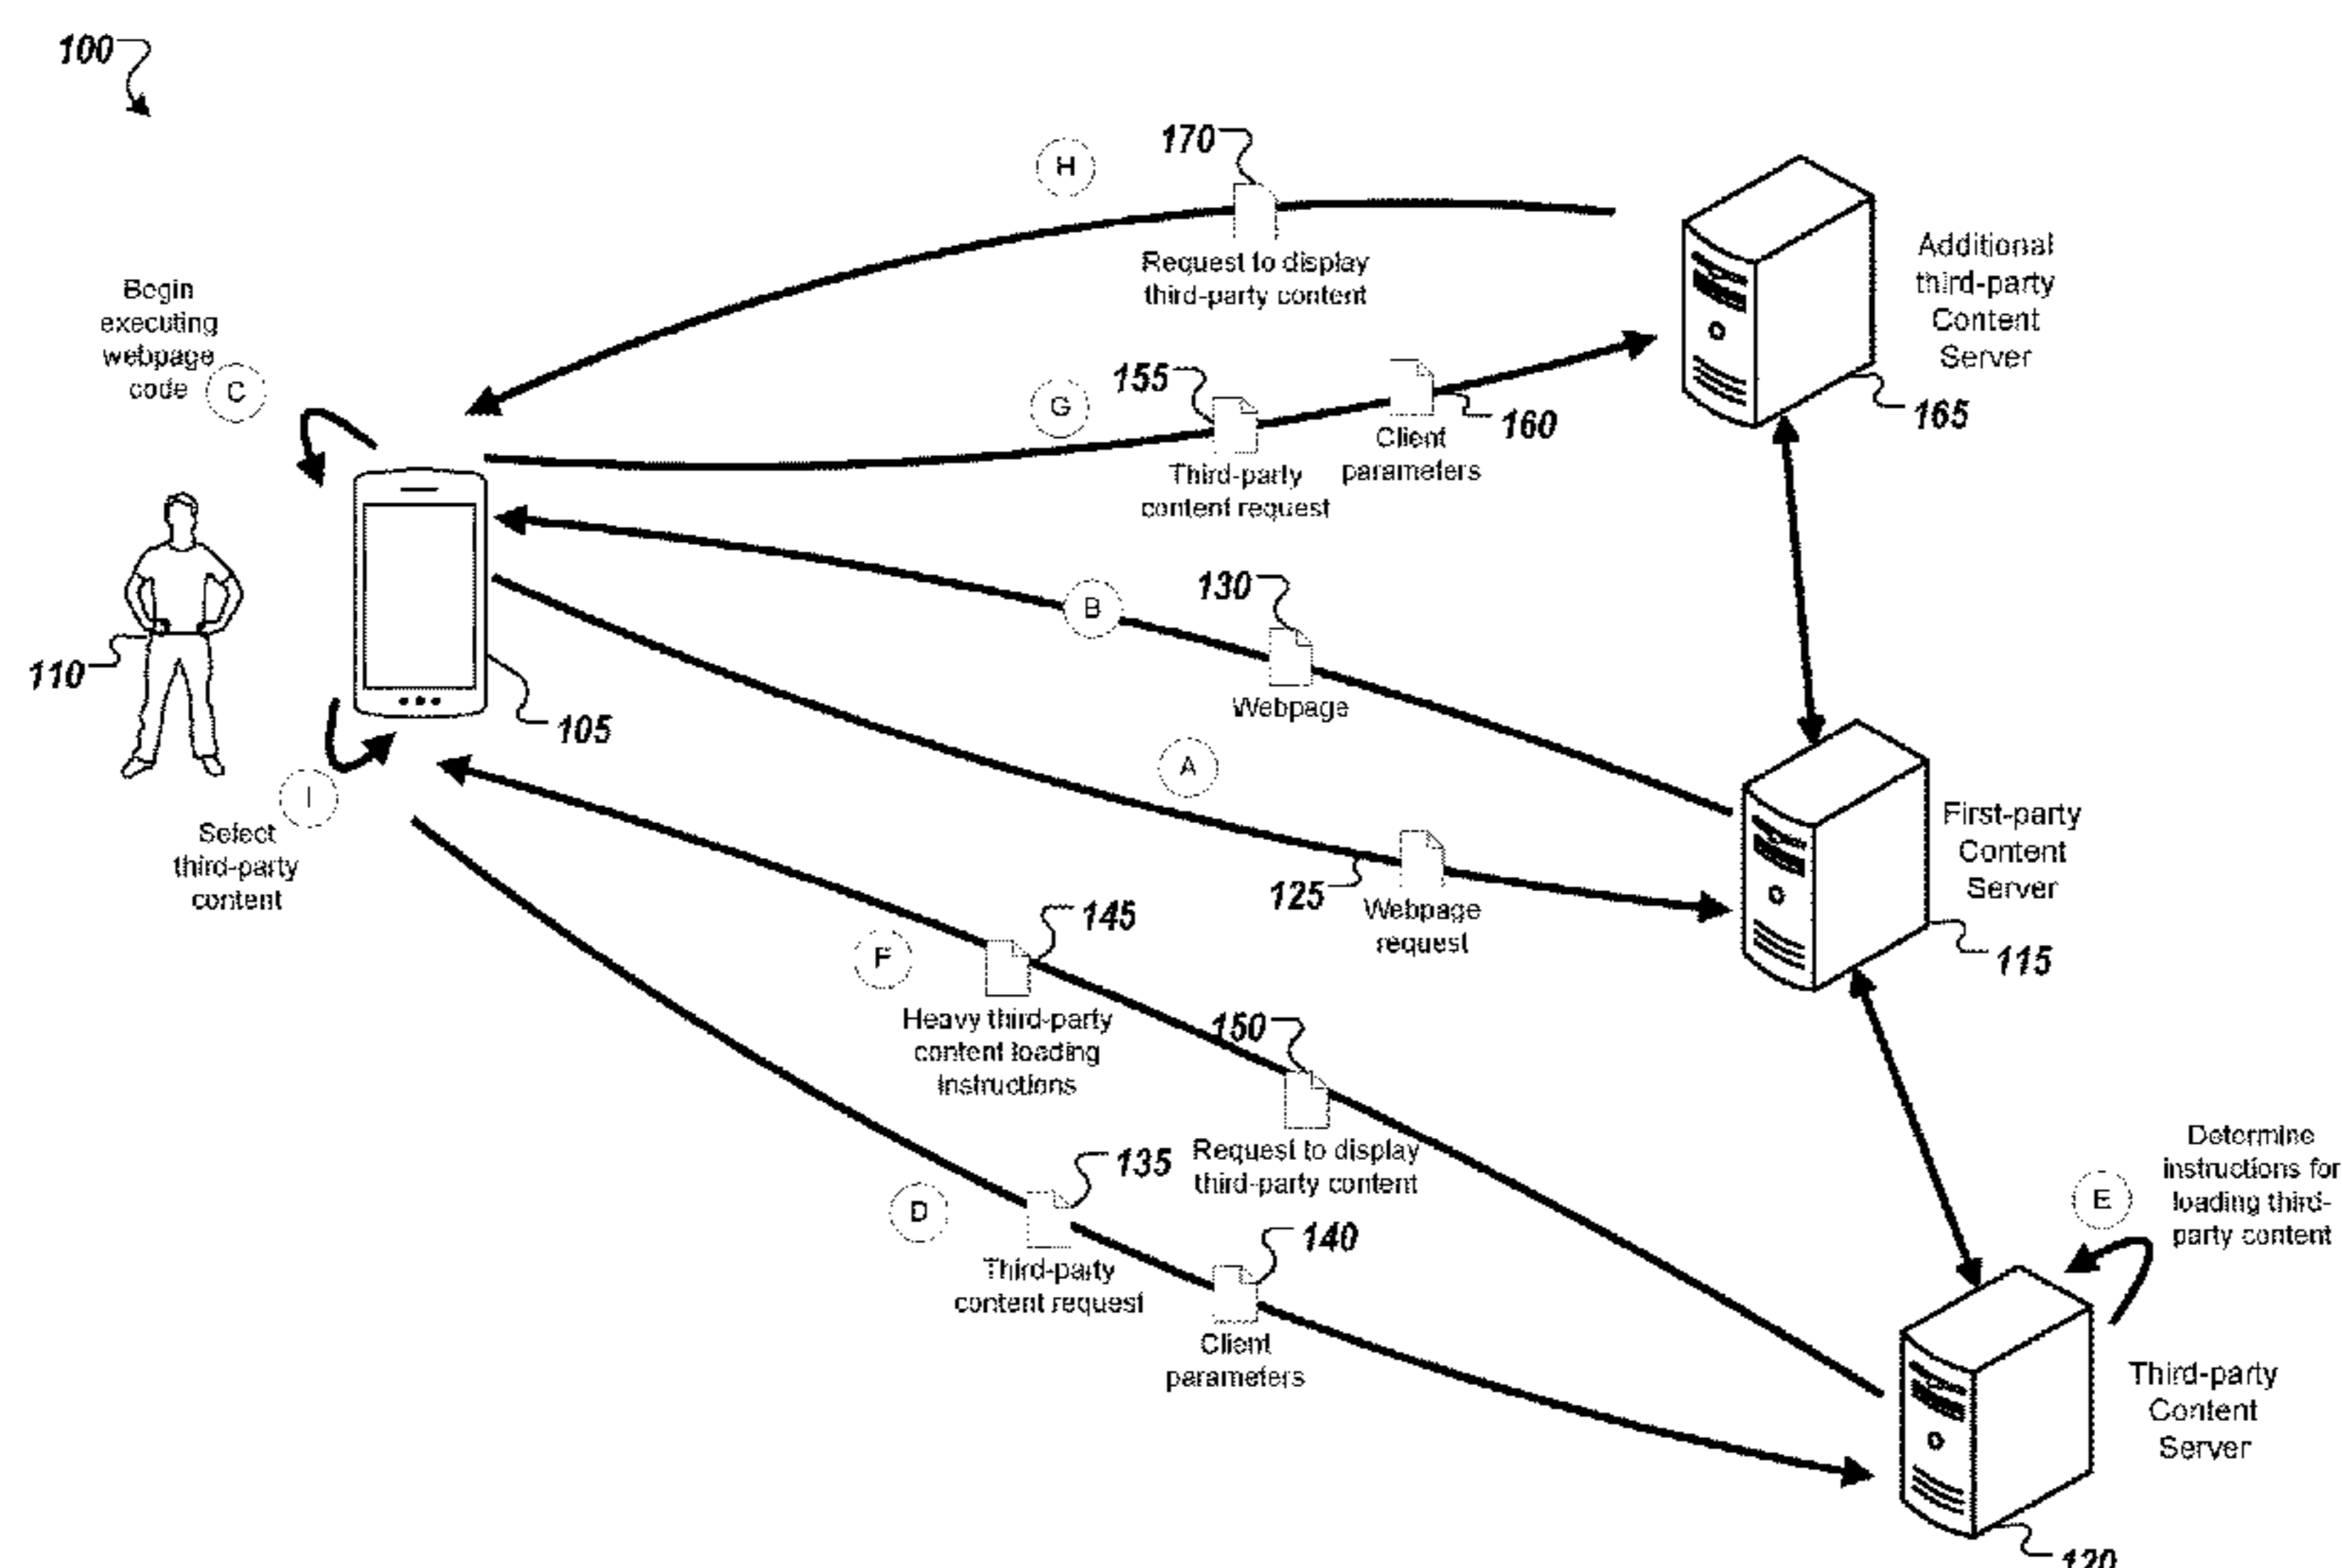 100
H
170
Request to display
third-party content
Additional
third-party
Content
Server
165
Begin
executing
webpage
code
C
G
155
160
Third-party
content request
Client
parameters
B
130
Webpage
110
105
A
125
Webpage
request
First-party
Content
Server
115
I
Select
third-party
content
F
145
Heavy third-party
content loading
instructions
150
Request to display
third-party content
D
135
Third-party
content request
140
Client
parameters
E
Determine
instructions for
loading third-
party content
Third-party
Content
Server
120